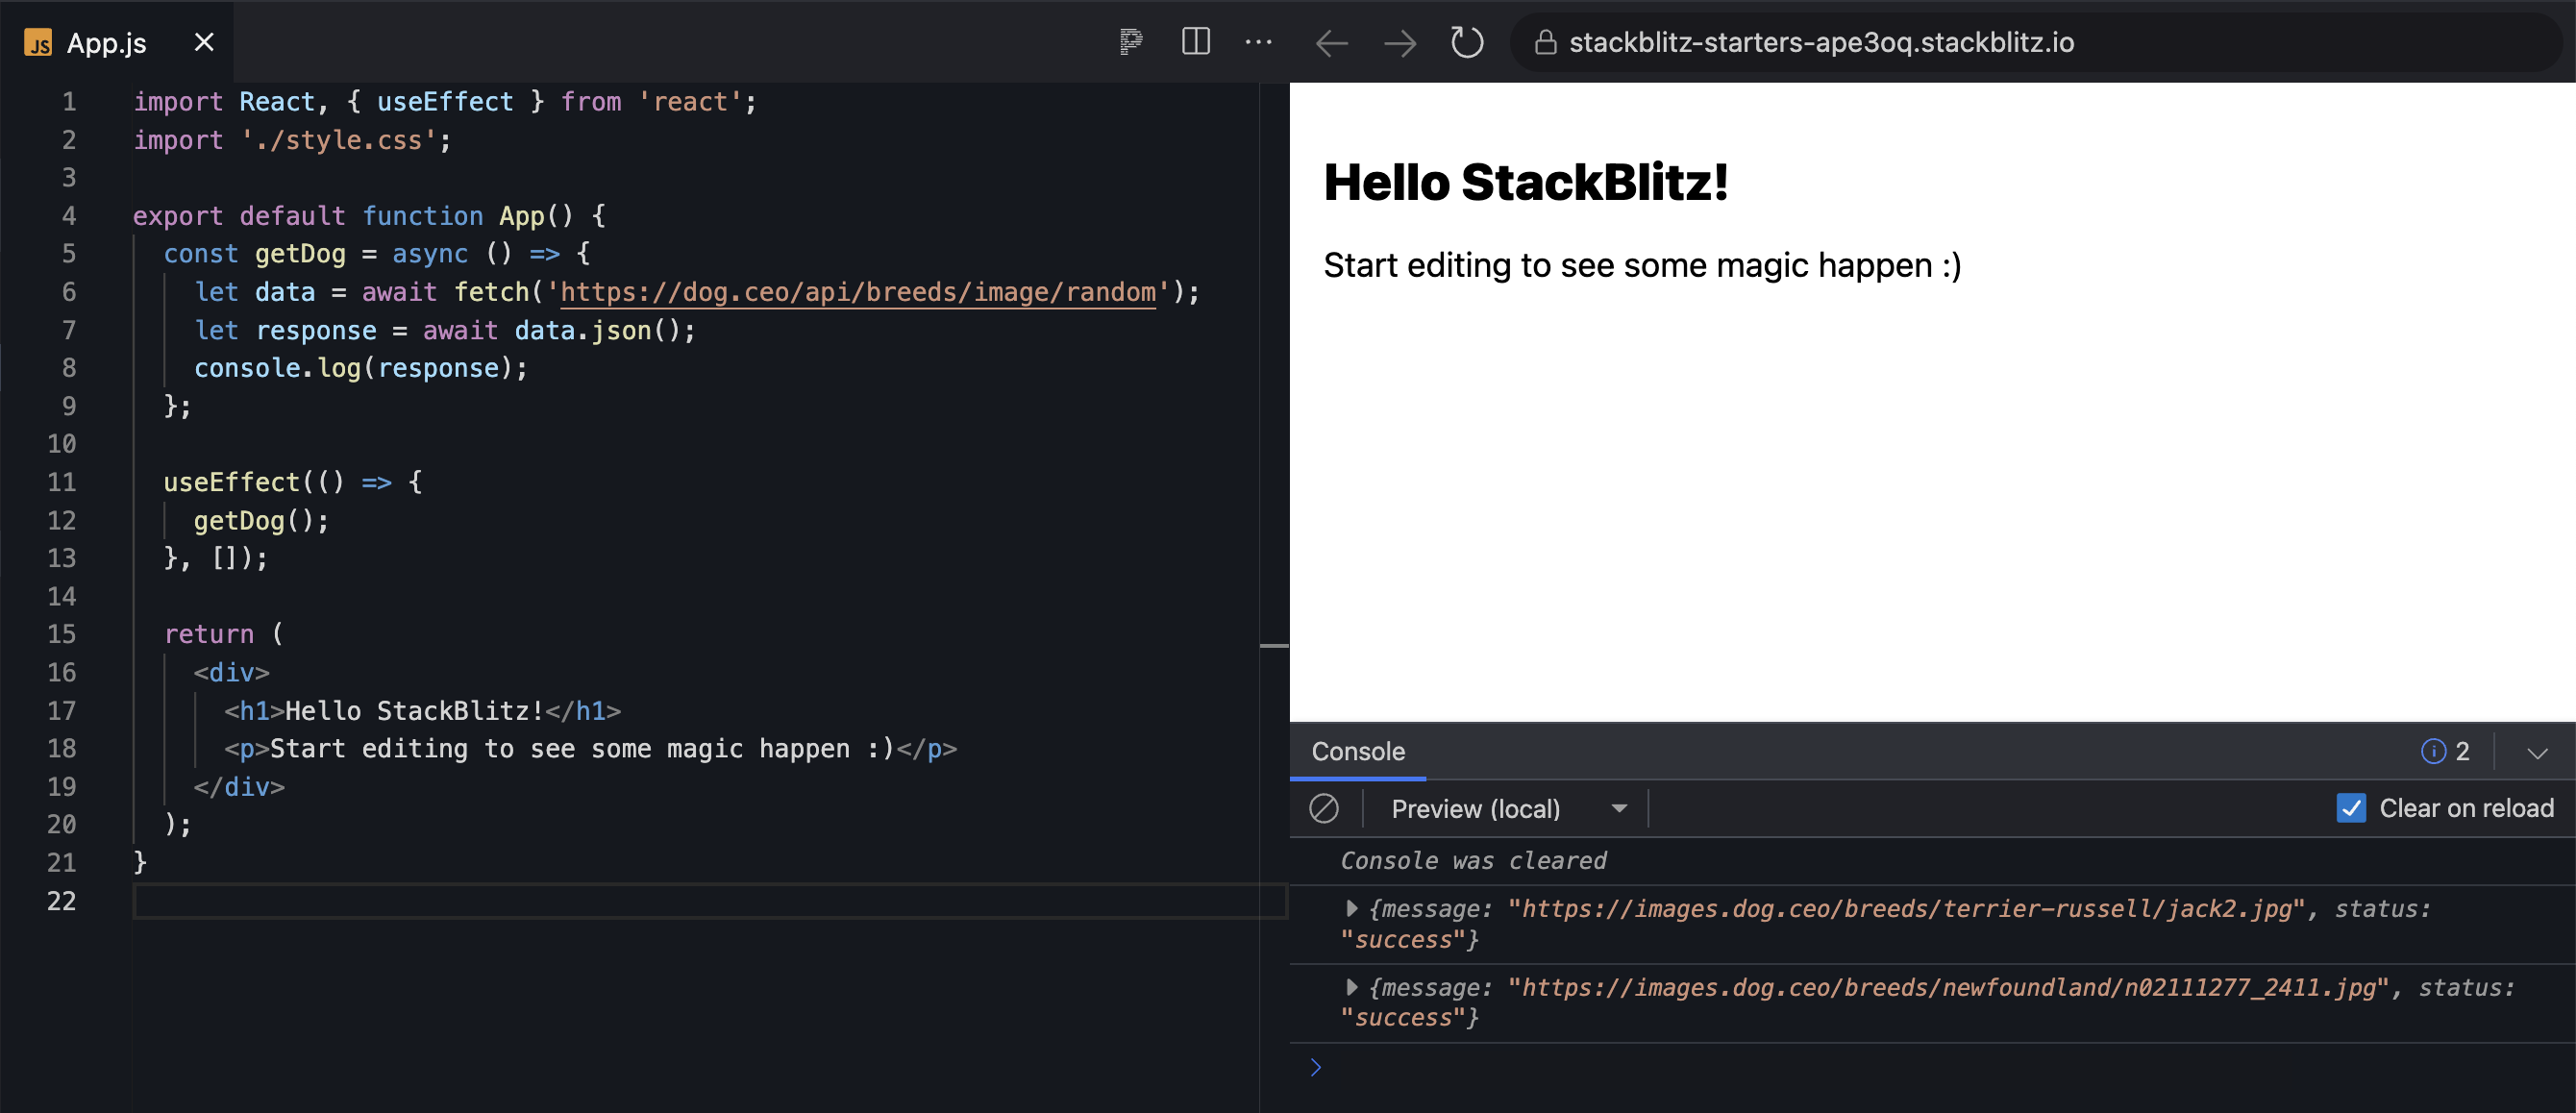 JS App.js
stackblitz-starters-ape3oq.stackblitz.io
1 import React, { useEffect } from 'react';
2 import './style.css';
3
4 export default function App() {
5 const getDog = async () => {
6 let data = await fetch('https://dog.ceo/api/breeds/image/random');
7 let response = await data.json();
8 console.log(response);
9 };
10
11 useEffect(() => {
12 getDog();
13 }, []);
14
15 return (
16 <div>
17 <h1>Hello StackBlitz!</h1>
18 <p>Start editing to see some magic happen :)</p>
19 </div>
20 );
21 }
22
Hello StackBlitz!
Start editing to see some magic happen :)
Console
2
Preview (local)
Clear on reload
Console was cleared
{message: "https://images.dog.ceo/breeds/terrier-russell/jack2.jpg", status:
"success"}
{message: "https://images.dog.ceo/breeds/newfoundland/n02111277_2411.jpg", status:
"success"}